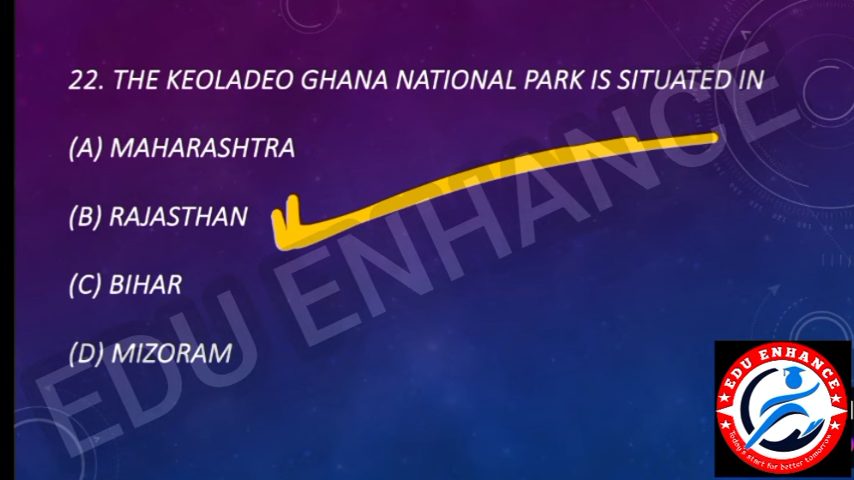 22. THE KEOLADEO GHANA NATIONAL PARK IS SITUATED IN
(A) MAHARASHTRA
(B) RAJASTHAN
(C) BIHAR
(D) MIZORAM
EDU ENHANCE
EDU ENHANCE
Today's start for better tomorrow